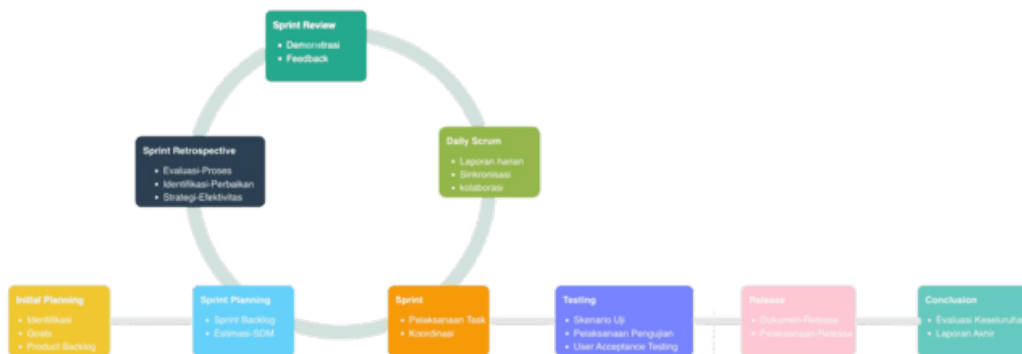 Sprint Review
• Demonstrasi
• Feedback
Sprint Retrospective
• Evaluasi-Proses
• Identifikasi-Perbaikan
• Strategi-Efektivitas
Daily Scrum
• Laporan harian
• Sinkronisasi
• kolaborasi
Initial Planning
• Identifikasi
• Goals
• Product Backlog
Sprint Planning
• Sprint Backlog
• Estimasi-SDM
Sprint
• Pelaksanaan Task
• Koordinasi
Testing
• Skenario Uji
• Pelaksanaan Pengujian
• User Acceptance Testing
Release
• Dokumen-Release
• Pelaksanaan-Release
Conclusion
• Evaluasi Keseluruha
• Laporan Akhir